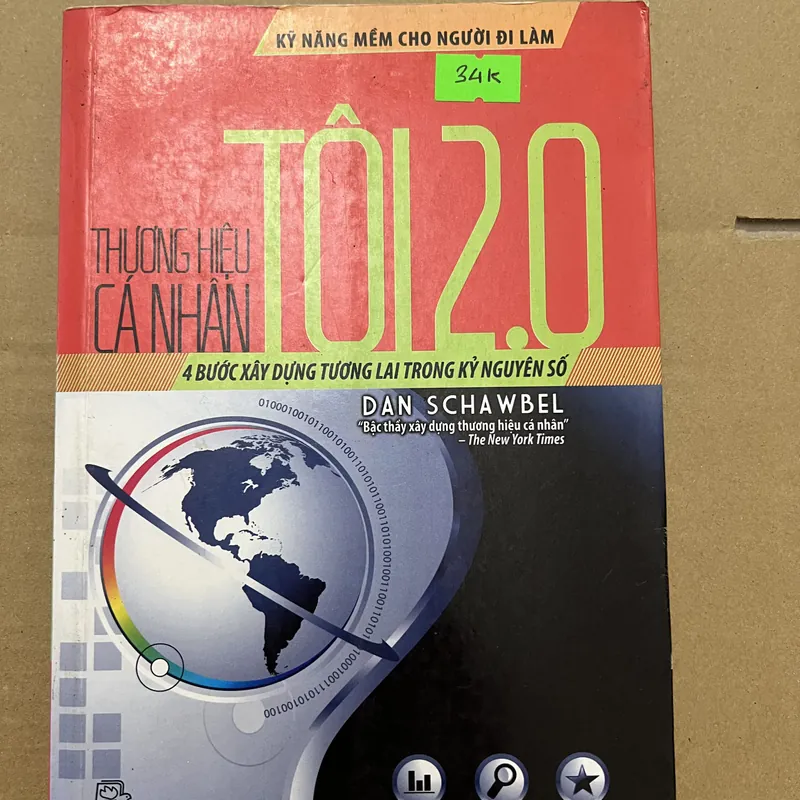 KỸ NĂNG MỀM CHO NGƯỜI ĐI LÀM
34K
TÔI 2.0
THƯƠNG HIỆU
CÁ NHÂN
4 BƯỚC XÂY DỰNG TƯƠNG LAI TRONG KỶ NGUYÊN SỐ
DAN SCHAWBEL
"Bậc thầy xây dựng thương hiệu cá nhân"
– The New York Times